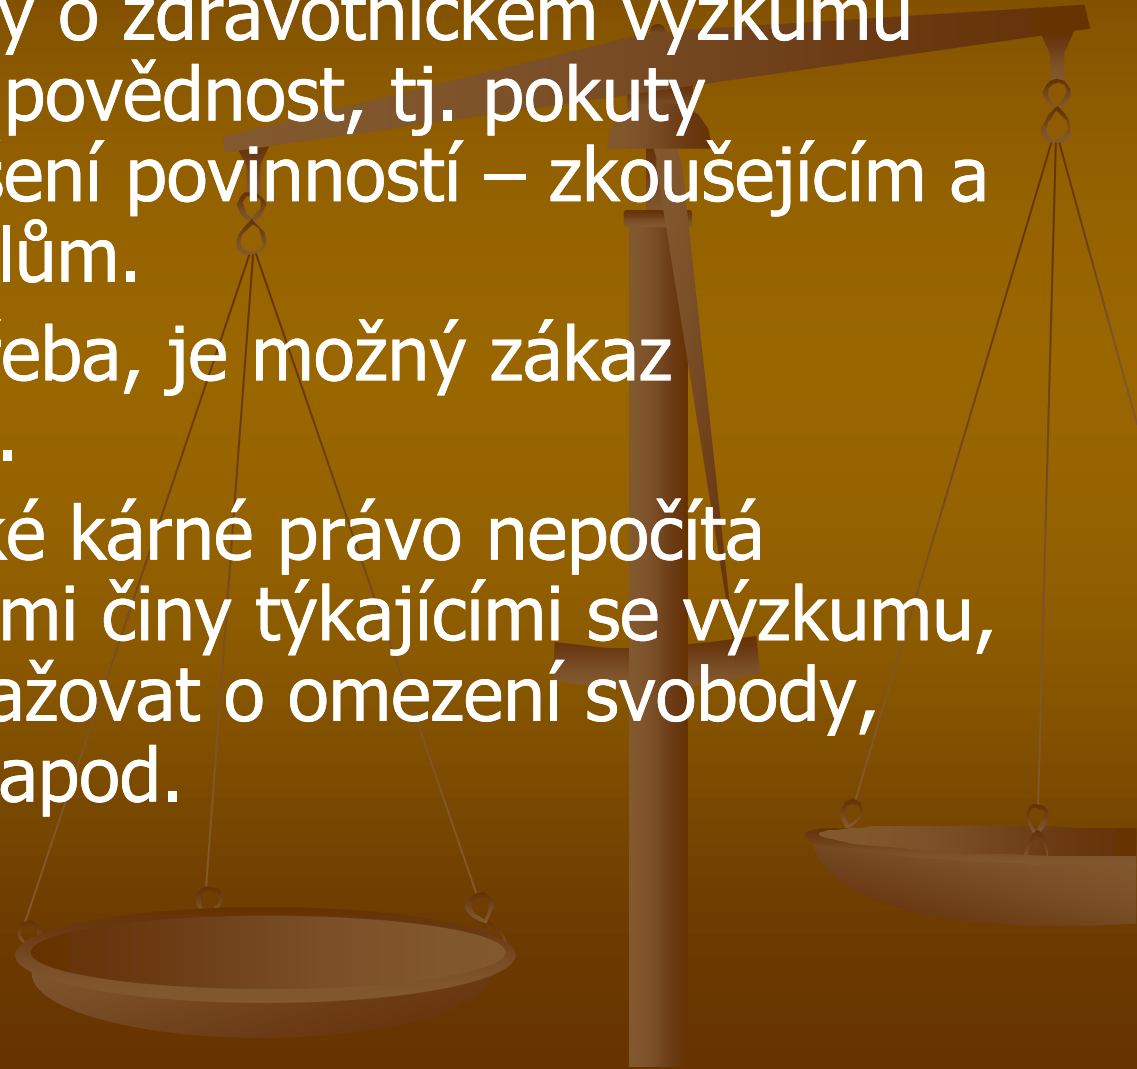 y o zdravotnickém výzkumu
povědnost, tj. pokuty
šení povinností – zkoušejícím a
lům.
řeba, je možný zákaz
.
ké kárné právo nepočítá
mi činy týkajícími se výzkumu,
ažovat o omezení svobody,
apod.